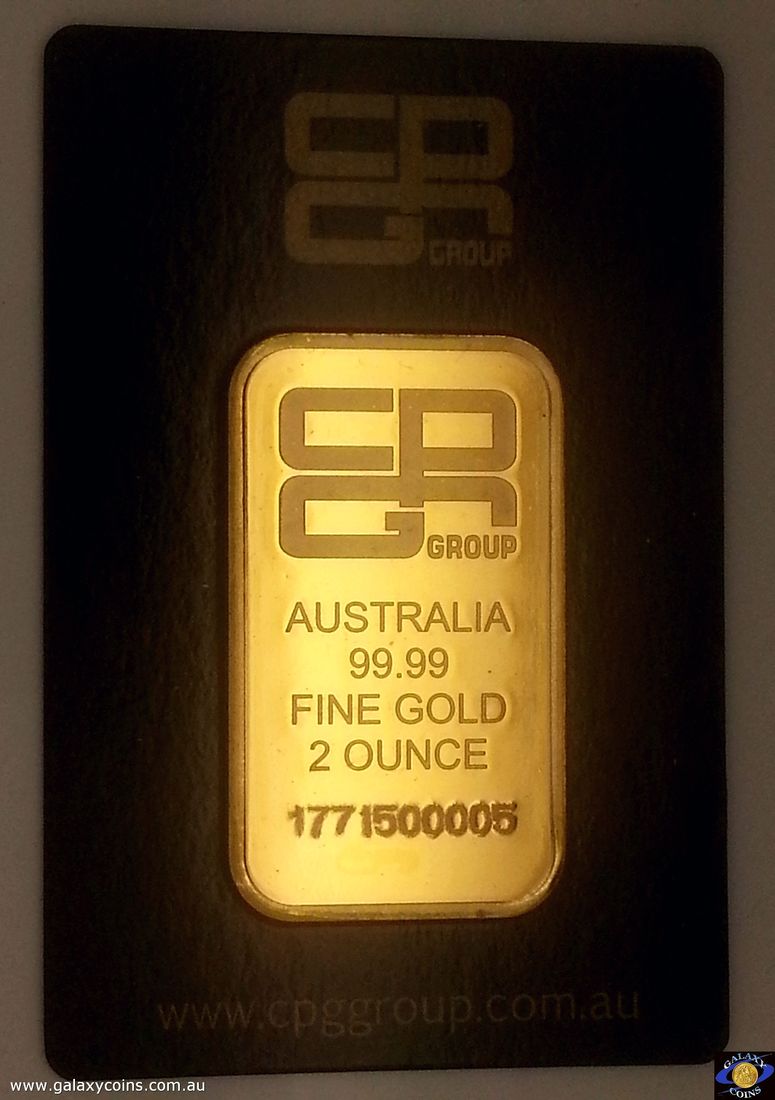 CPG
GROUP
CPG
GROUP
AUSTRALIA
99.99
FINE GOLD
2 OUNCE
1771500005
www.cpggroup.com.au
www.galaxycoins.com.au
GALAXY
COINS